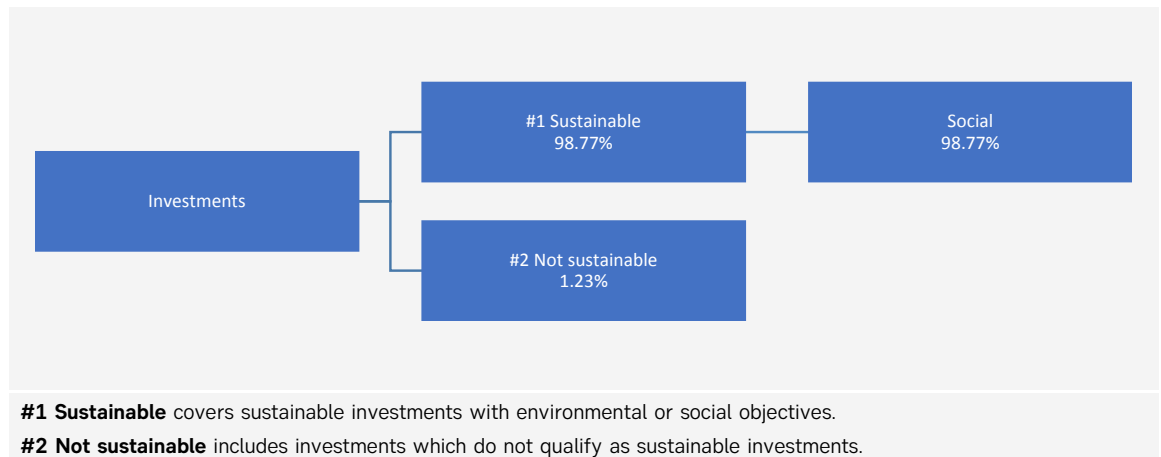 Investments
#1 Sustainable
98.77%
Social
98.77%
#2 Not sustainable
1.23%
#1 Sustainable covers sustainable investments with environmental or social objectives.
#2 Not sustainable includes investments which do not qualify as sustainable investments.